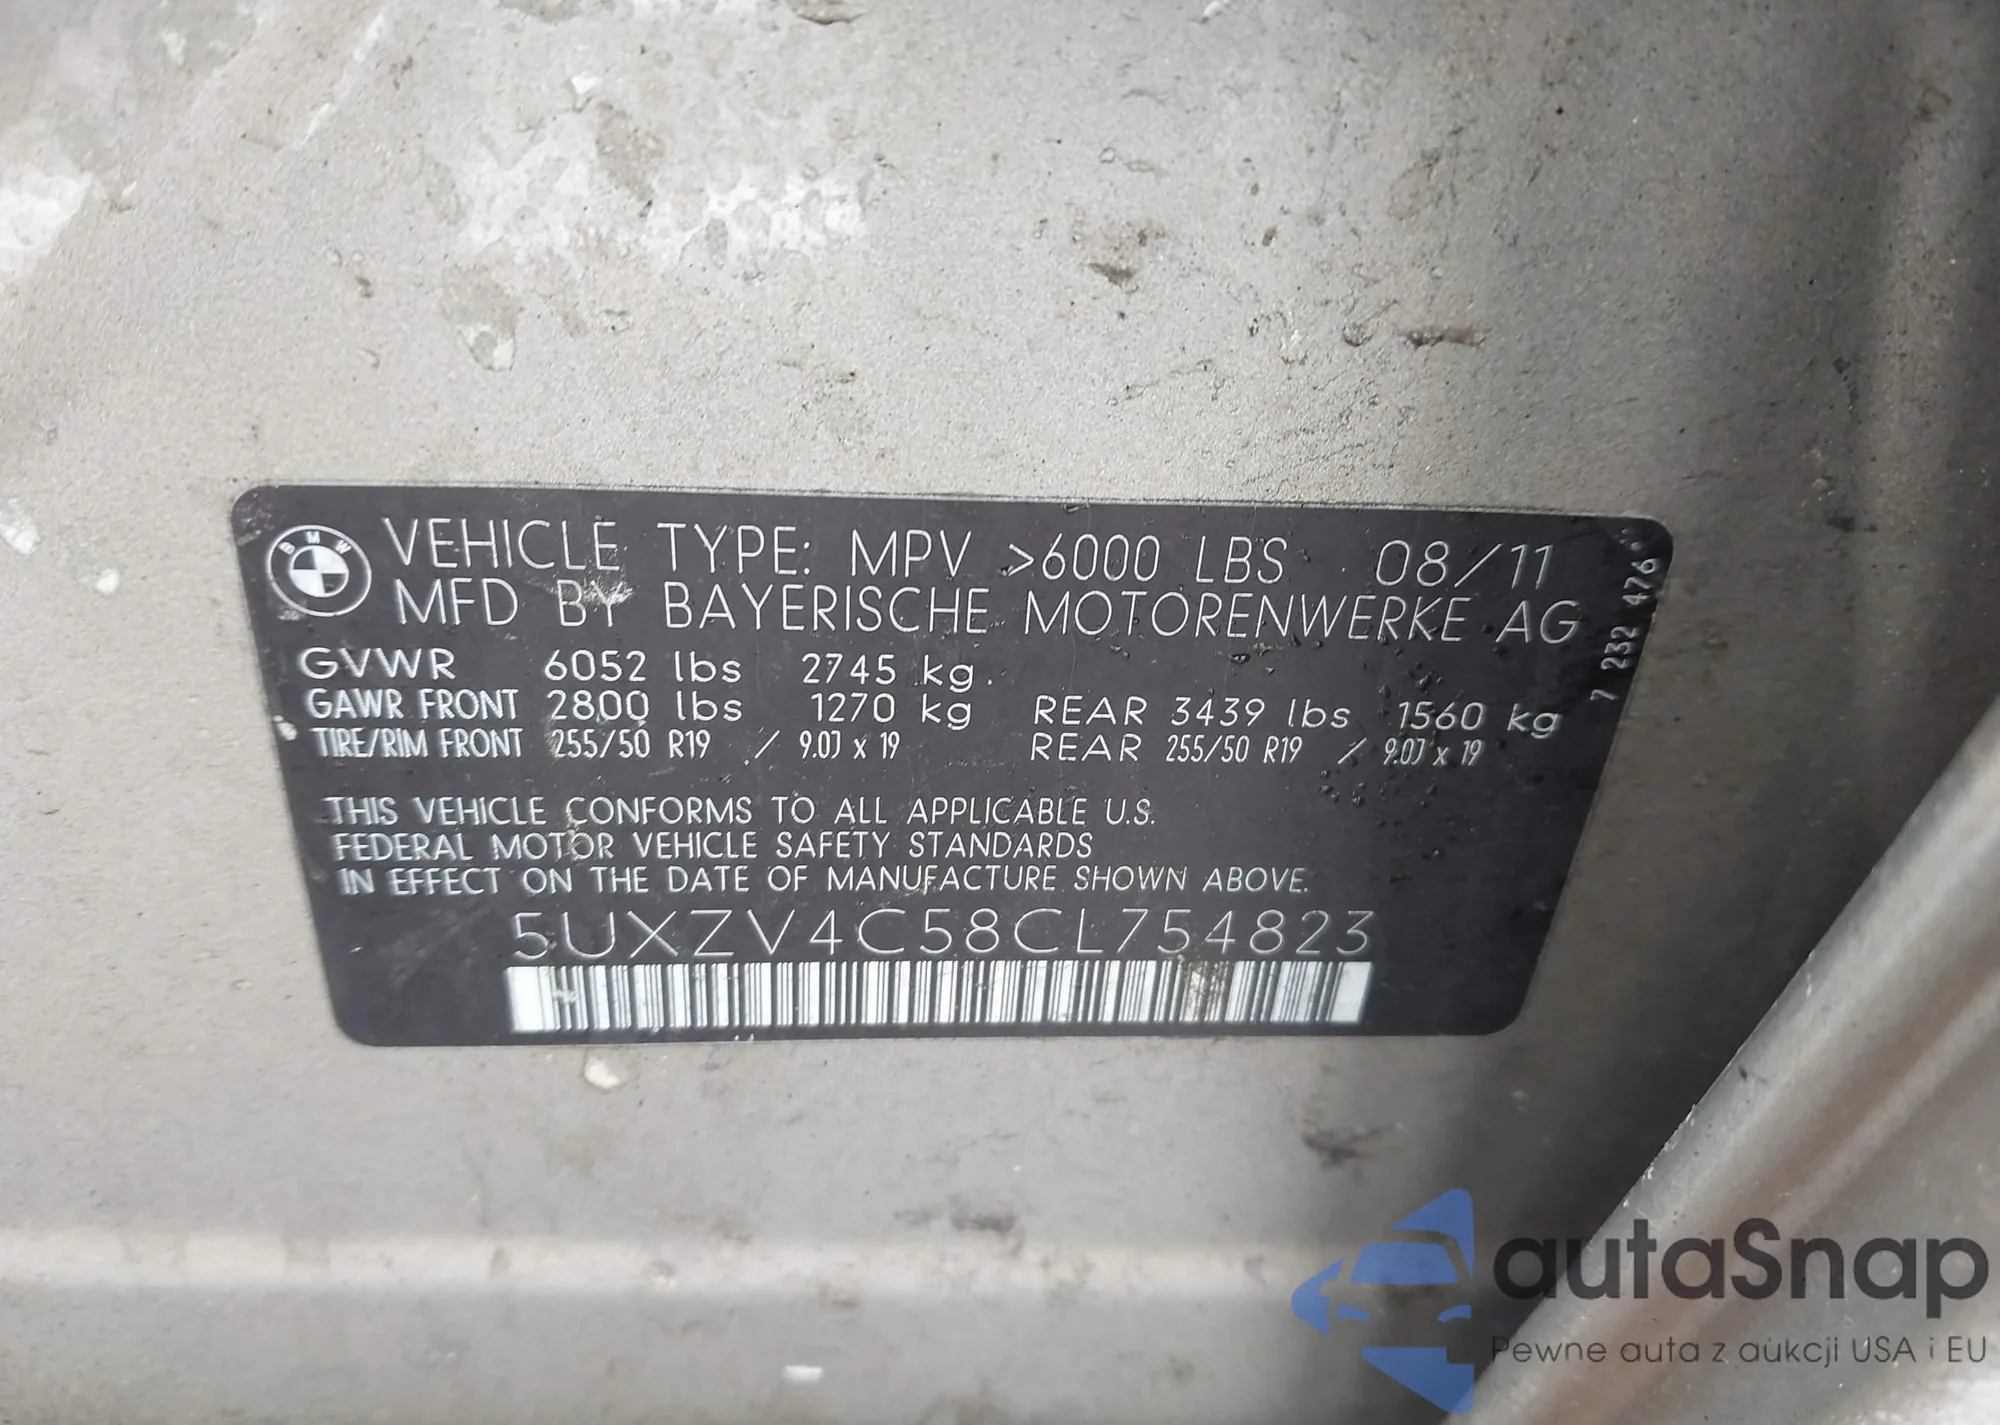 BMW
VEHICLE TYPE: MPV >6000 LBS 08/11
MFD BY BAYERISCHE MOTORENWERKE AG
GVWR 6052 lbs 2745 kg
GAWR FRONT 2800 lbs 1270 kg REAR 3439 lbs 1560 kg
TIRE/RIM FRONT 255/50 R19 / 9.0J x 19 REAR 255/50 R19 / 9.0J x 19
THIS VEHICLE CONFORMS TO ALL APPLICABLE U.S.
FEDERAL MOTOR VEHICLE SAFETY STANDARDS
IN EFFECT ON THE DATE OF MANUFACTURE SHOWN ABOVE.
5UXZV4C58CL754823
7 232 476
autaSnap
Pewne auta z aukcji USA i EU